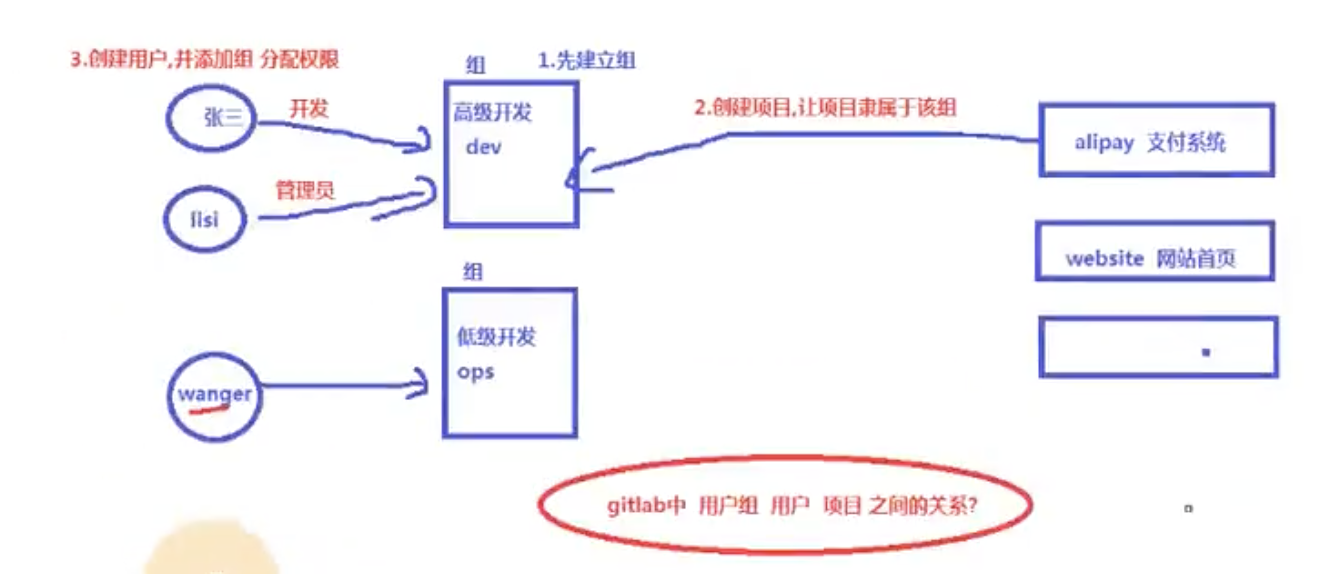 3.创建用户,并添加组 分配权限
组
1.先建立组
张三
开发
高级开发
dev
2.创建项目,让项目隶属于该组
alipay 支付系统
管理员
lisi
website 网站首页
组
低级开发
ops
wanger
gitlab中 用户组 用户 项目 之间的关系?